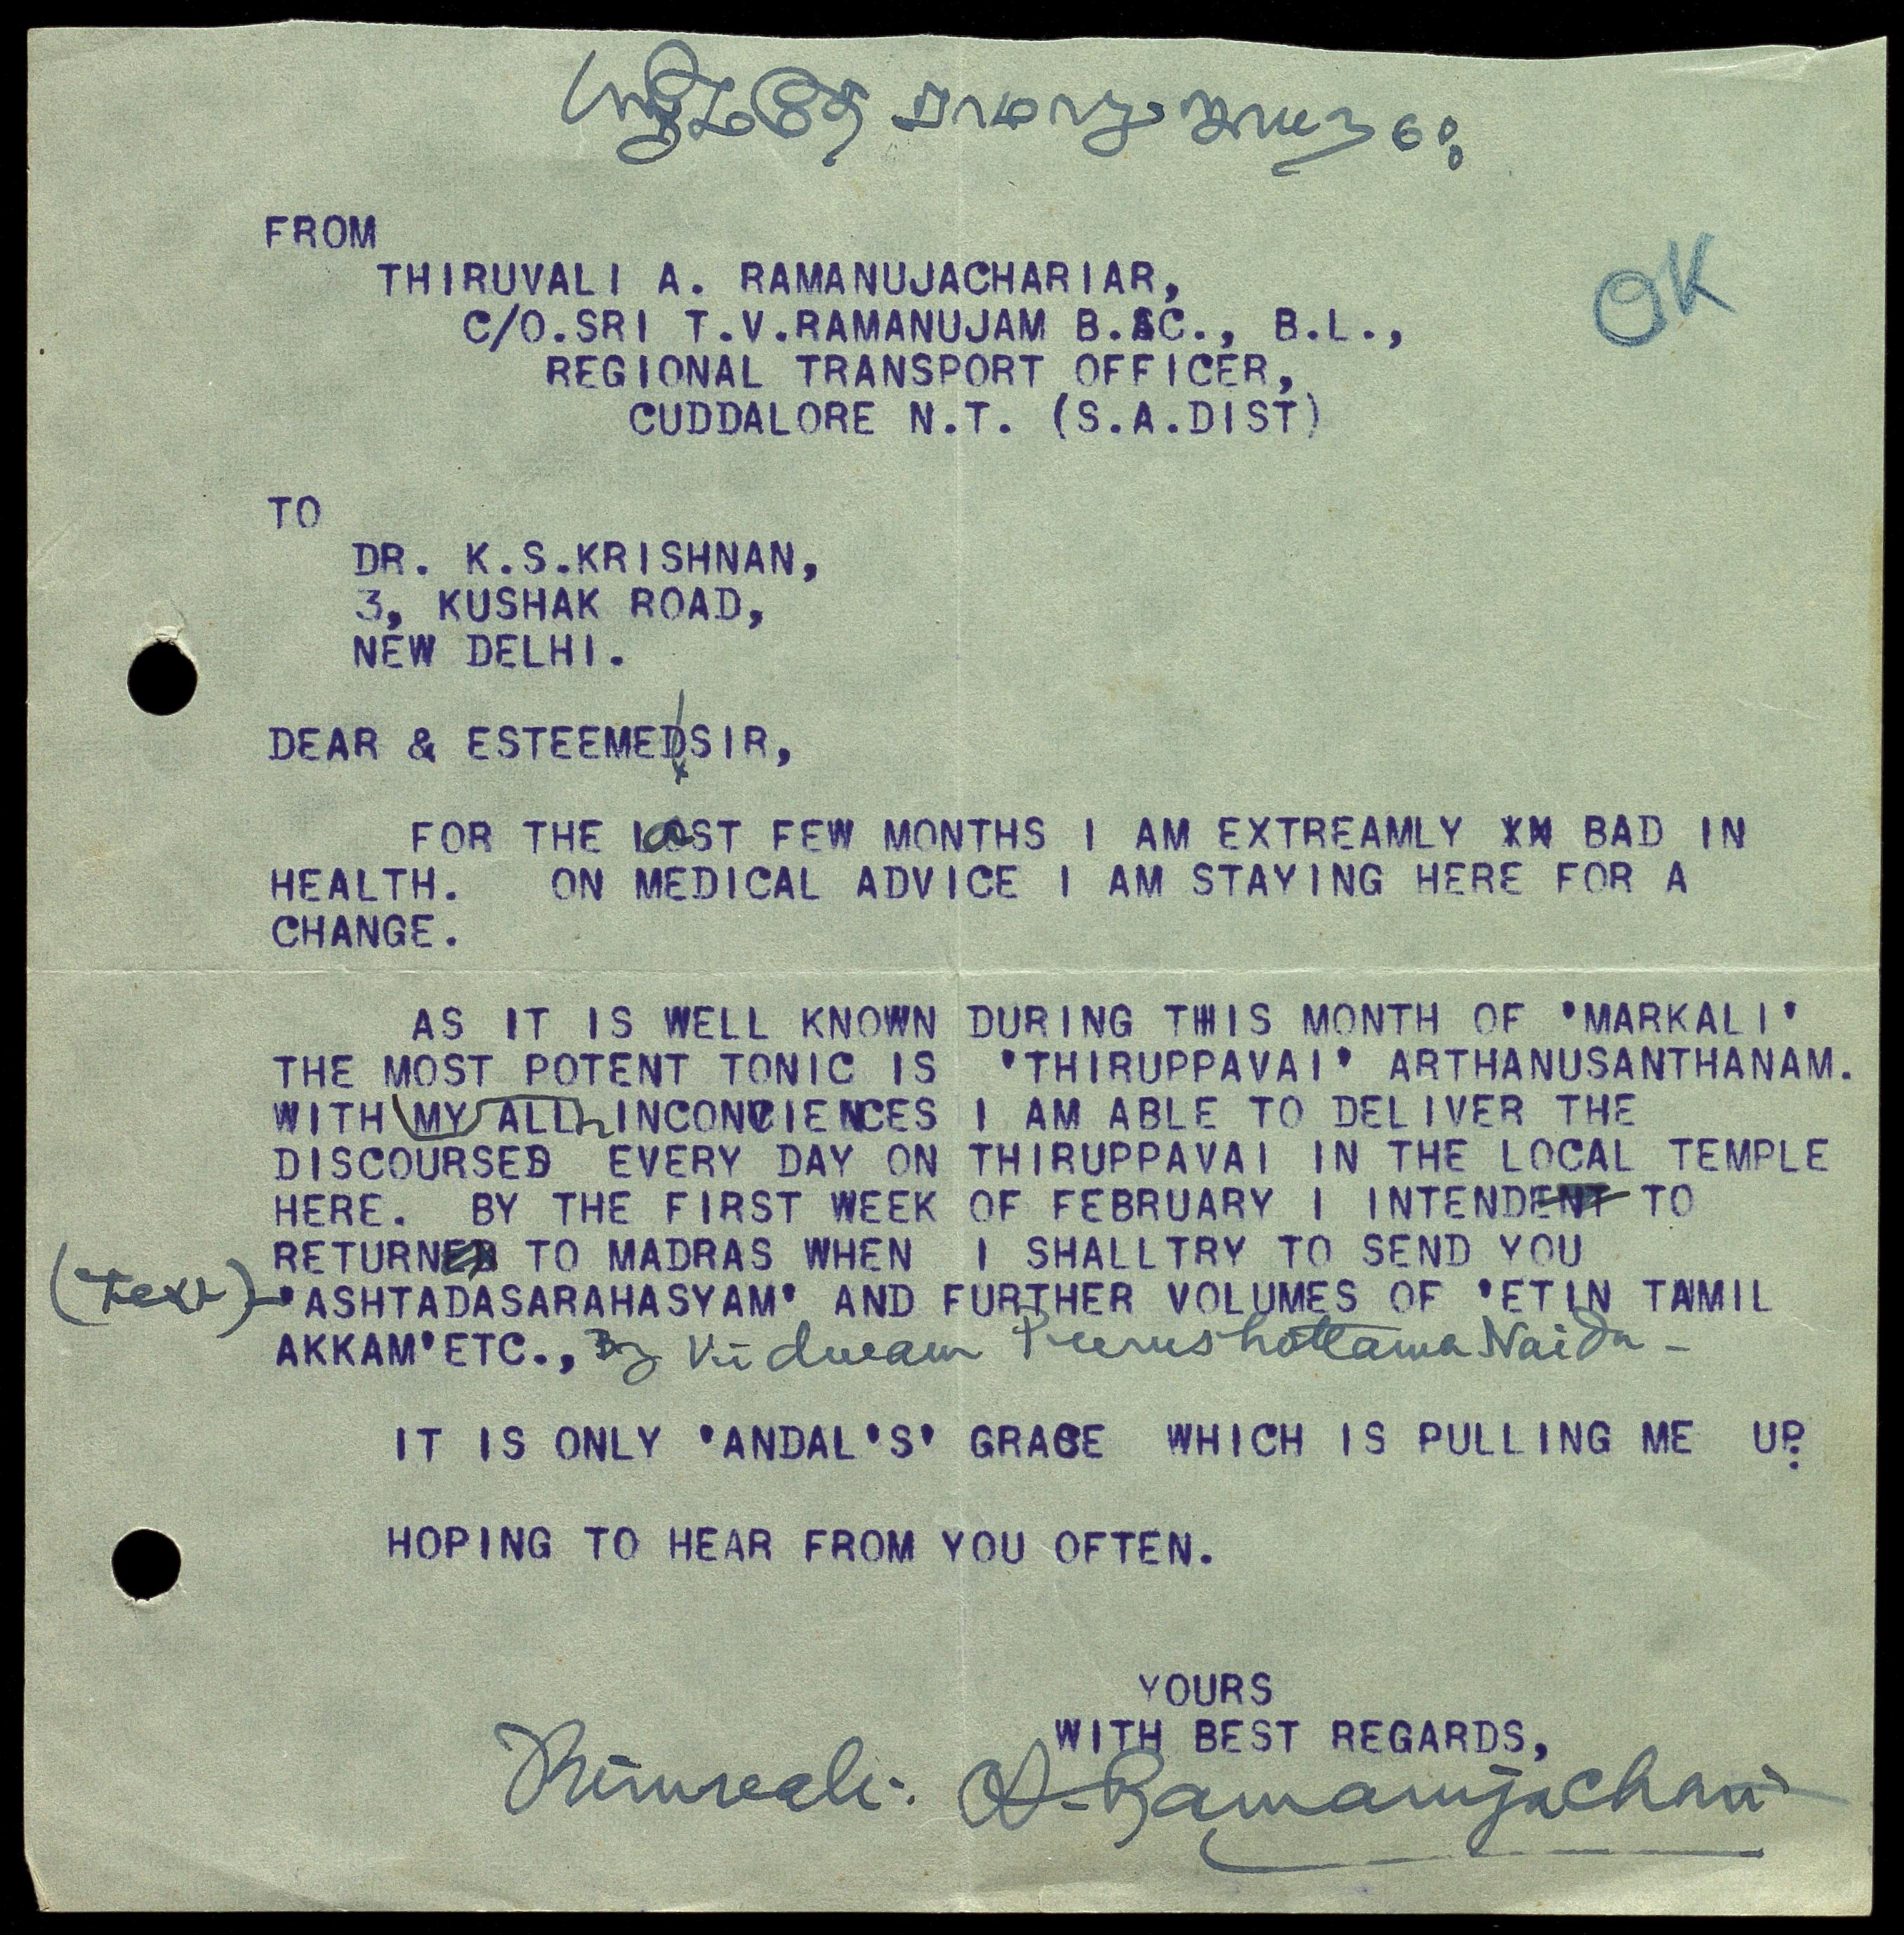 FROM
THIRUVALI A. RAMANUJACHARIAR,
C/O.SRI T.V.RAMANUJAM B.SC., B.L.,
OK
REGIONAL TRANSPORT OFFICER,
CUDDALORE N.T. (S.A.DIST)
TO
DR. K.S.KRISHNAN,
3, KUSHAK ROAD,
NEW DELHI.
DEAR & ESTEEMED SIR,
FOR THE LaST FEW MONTHS I AM EXTREAMLY BAD IN
HEALTH. ON MEDICAL ADVICE I AM STAYING HERE FOR A
CHANGE.
AS IT IS WELL KNOWN DURING THIS MONTH OF 'MARKALI'
THE MOST POTENT TONIC IS 'THIRUPPAVAI' ARTHANUSANTHANAM.
WITH MY ALL INCONVIENCES I AM ABLE TO DELIVER THE
DISCOURSES EVERY DAY ON THIRUPPAVAI IN THE LOCAL TEMPLE
HERE. BY THE FIRST WEEK OF FEBRUARY I INTEND TO
RETURN TO MADRAS WHEN I SHALLTRY TO SEND YOU
(Text) 'ASHTADASARAHASYAM' AND FURTHER VOLUMES OF 'ETIN TAMIL
AKKAM'ETC., By Vidwan Purushottama Naidu -
IT IS ONLY 'ANDAL'S' GRACE WHICH IS PULLING ME UP.
HOPING TO HEAR FROM YOU OFTEN.
YOURS
WITH BEST REGARDS,
Thiruvali. A. Ramanujachari